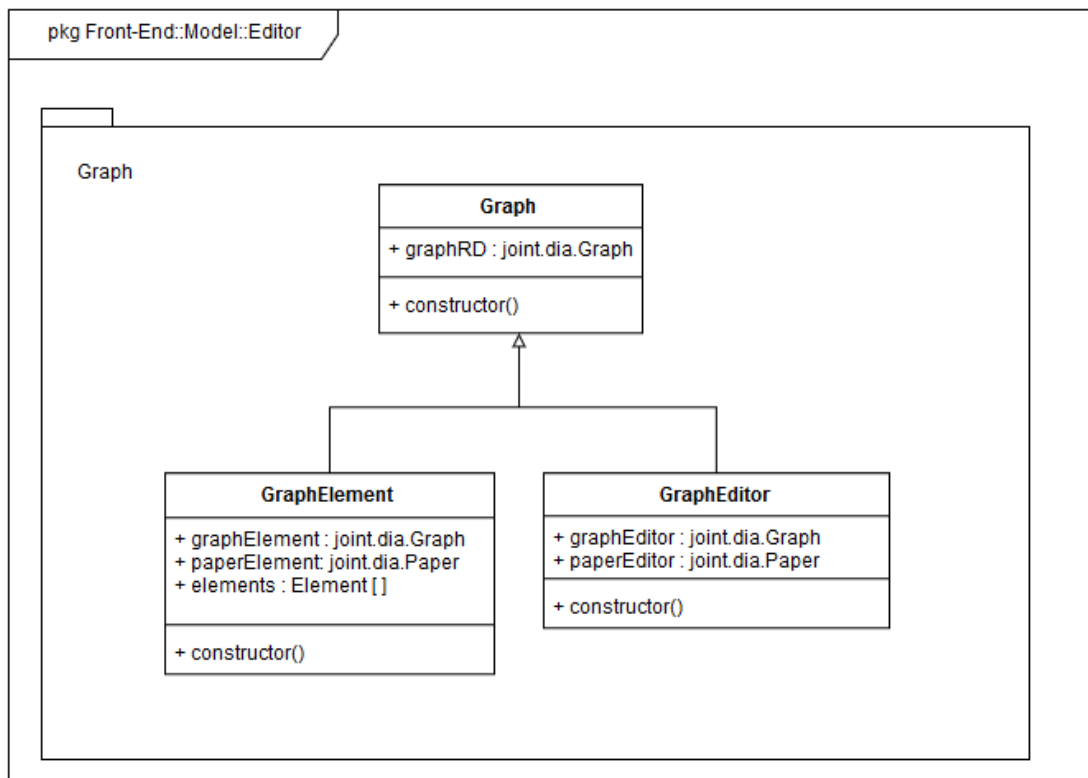 pkg Front-End::Model::Editor
Graph
Graph
+ graphRD : joint.dia.Graph
+ constructor()
GraphElement
+ graphElement : joint.dia.Graph
+ paperElement: joint.dia.Paper
+ elements : Element [ ]
+ constructor()
GraphEditor
+ graphEditor : joint.dia.Graph
+ paperEditor : joint.dia.Paper
+ constructor()